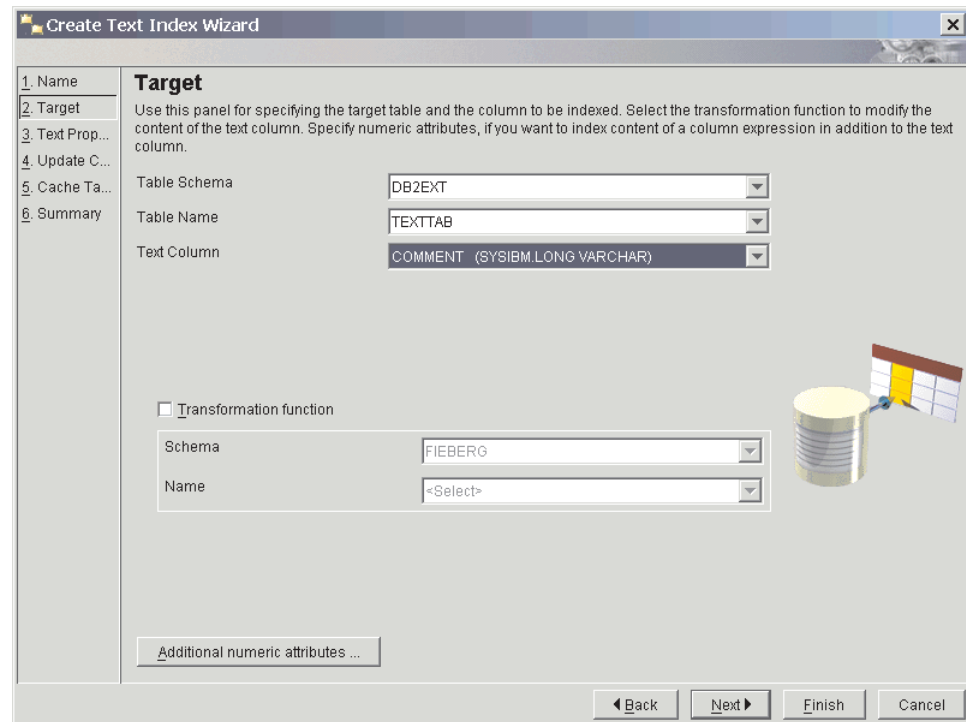 Create Text Index Wizard
1. Name
2. Target
3. Text Prop...
4. Update C...
5. Cache Ta...
6. Summary
Target
Use this panel for specifying the target table and the column to be indexed. Select the transformation function to modify the
content of the text column. Specify numeric attributes, if you want to index content of a column expression in addition to the text
column.
Table Schema
DB2EXT
Table Name
TEXTTAB
Text Column
COMMENT (SYSIBM.LONG VARCHAR)
Transformation function
Schema
FIEBERG
Name
<Select>
Additional numeric attributes ...
Back
Next
Finish
Cancel